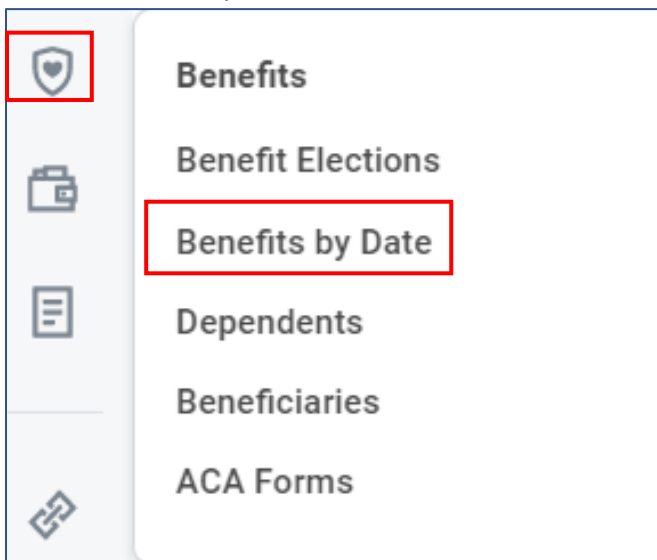 Benefits
Benefit Elections
Benefits by Date
Dependents
Beneficiaries
ACA Forms